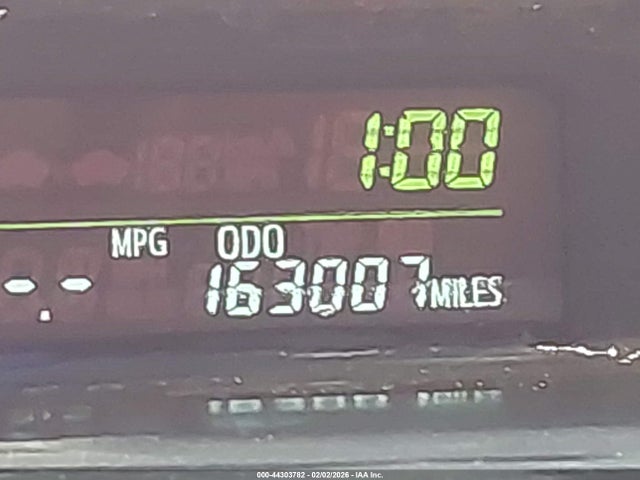 1:00
MPG ODO
-.- 163007 MILES
000-44303782 - 02/02/2026 - IAA Inc.